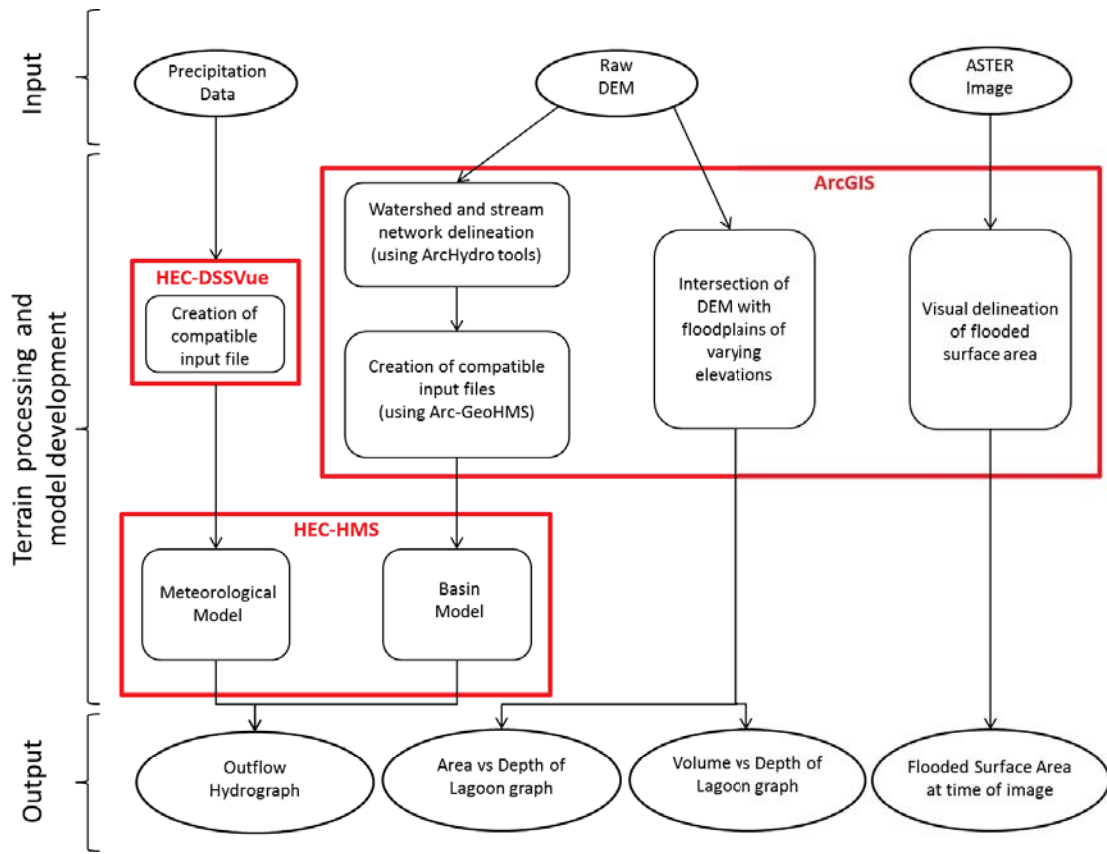 Input
Precipitation
Data
Raw
DEM
ASTER
Image
Terrain processing and
model development
ArcGIS
Watershed and stream
network delineation
(using ArcHydro tools)
HEC-DSSVue
Creation of
compatible
input file
Creation of compatible
input files
(using Arc-GeoHMS)
Intersection of
DEM with
floodplains of
varying
elevations
Visual delineation
of flooded
surface area
HEC-HMS
Meteorological
Model
Basin
Model
Output
Outflow
Hydrograph
Area vs Depth of
Lagoon graph
Volume vs Depth of
Lagoon graph
Flooded Surface Area
at time of image